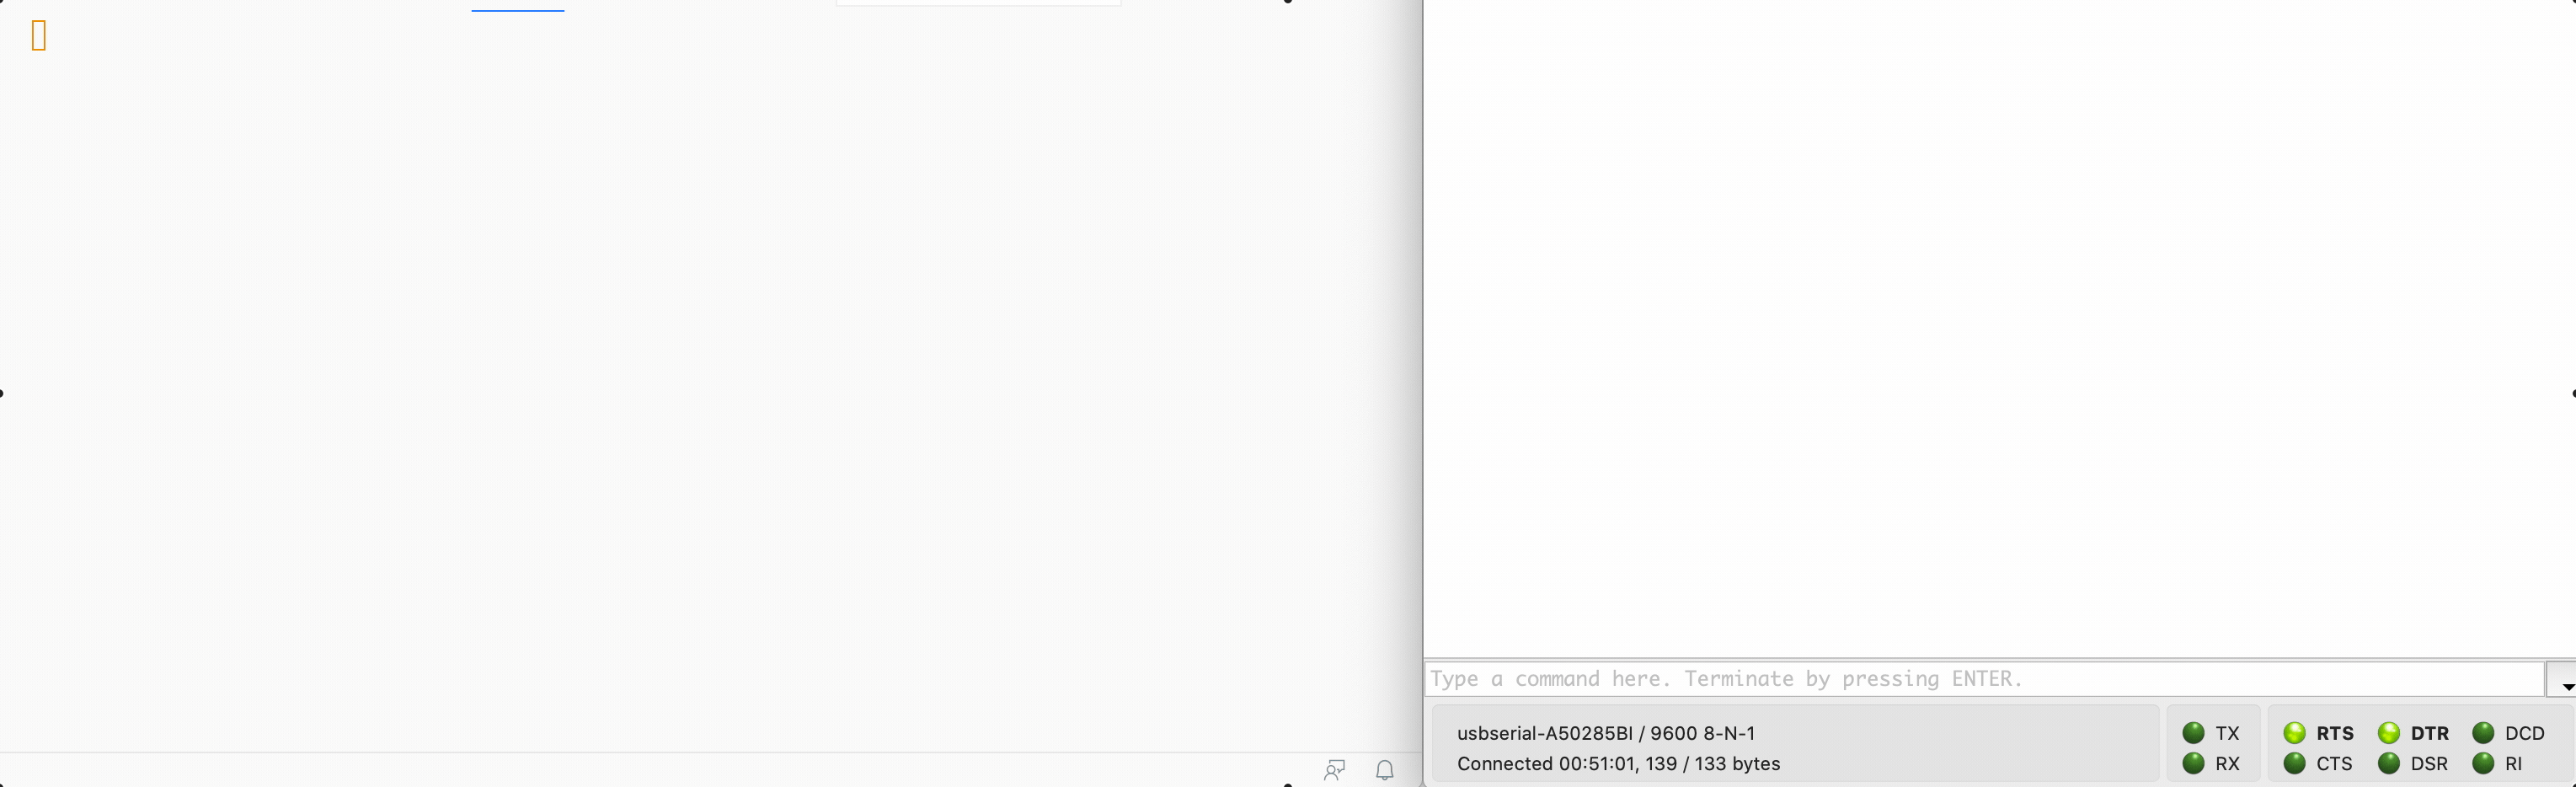 Type a command here. Terminate by pressing ENTER.
usbserial-A50285BI / 9600 8-N-1
Connected 00:51:01, 139 / 133 bytes
TX
RX
RTS
DTR
DCD
CTS
DSR
RI